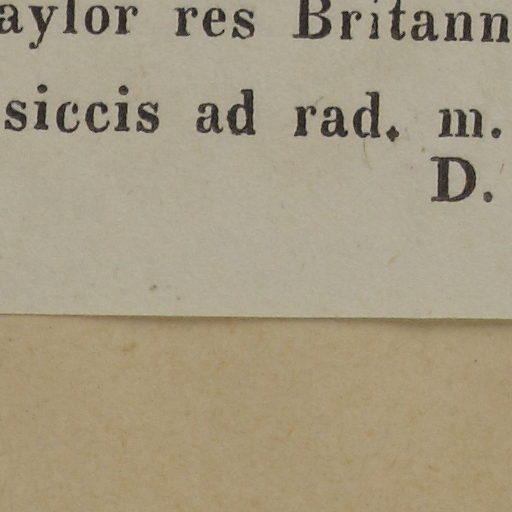 aylor res Britann
siccis ad rad. m.
D.